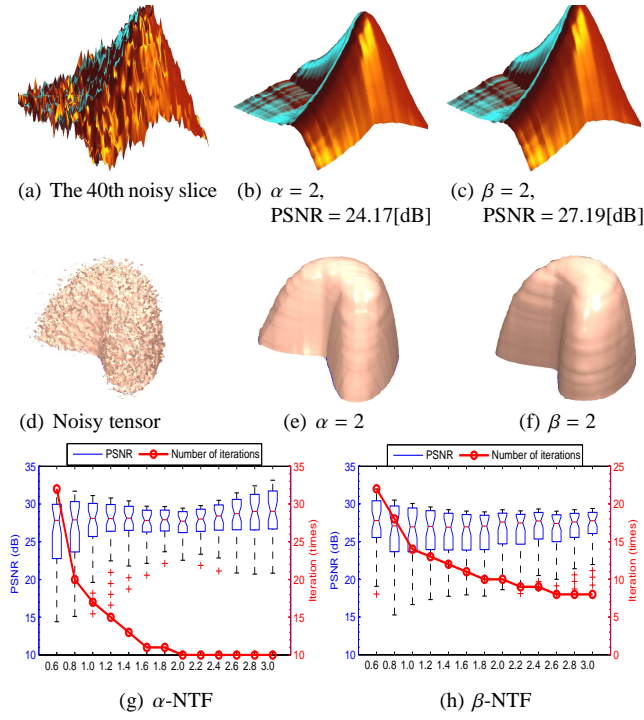 (a) The 40th noisy slice
(b) α = 2,
PSNR = 24.17[dB]
(c) β = 2,
PSNR = 27.19[dB]
(d) Noisy tensor
(e) α = 2
(f) β = 2
PSNR Number of iterations
35 30 25 20 15 10
PSNR (dB)
35 30 25 20 15 10
Iteration (times)
0.6 0.8 1.0 1.2 1.4 1.6 1.8 2.0 2.2 2.4 2.6 2.8 3.0
(g) α-NTF
PSNR Number of iterations
35 30 25 20 15 10
PSNR (dB)
25 20 15 10 5 0
Iteration (times)
0.6 0.8 1.0 1.2 1.4 1.6 1.8 2.0 2.2 2.4 2.6 2.8 3.0
(h) β-NTF